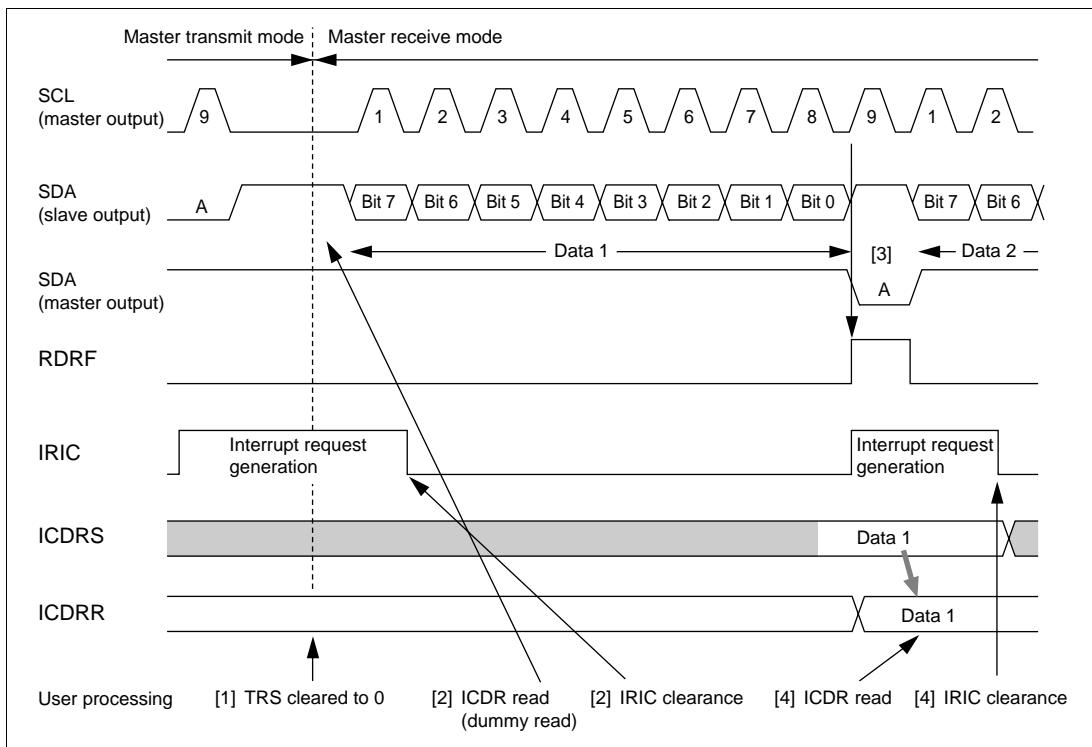 Master transmit mode Master receive mode
SCL
(master output)
9 1 2 3 4 5 6 7 8 9 1 2
SDA
(slave output)
A Bit 7 Bit 6 Bit 5 Bit 4 Bit 3 Bit 2 Bit 1 Bit 0 Bit 7 Bit 6
Data 1 [3] Data 2
SDA
(master output)
A
RDRF
IRIC
Interrupt request
generation
Interrupt request
generation
ICDRS
Data 1
ICDRR
Data 1
User processing [1] TRS cleared to 0 [2] ICDR read
(dummy read)
[2] IRIC clearance [4] ICDR read [4] IRIC clearance